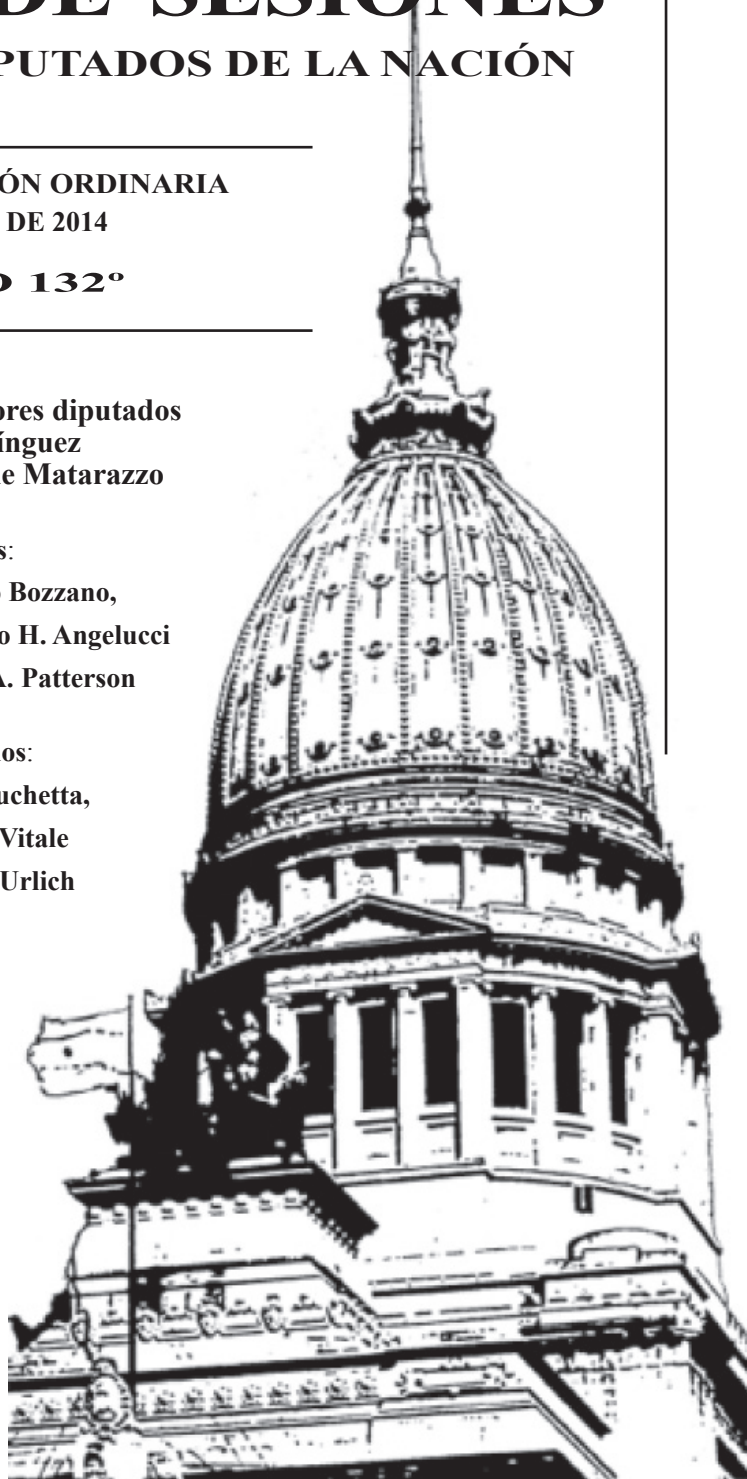 DE SESIONES
PUTADOS DE LA NACIÓN
ÓN ORDINARIA
DE 2014
O 132º
ores diputados
ínguez
e Matarazzo
s:
o Bozzano,
o H. Angelucci
A. Patterson
ios:
uchetta,
Vitale
Urlich